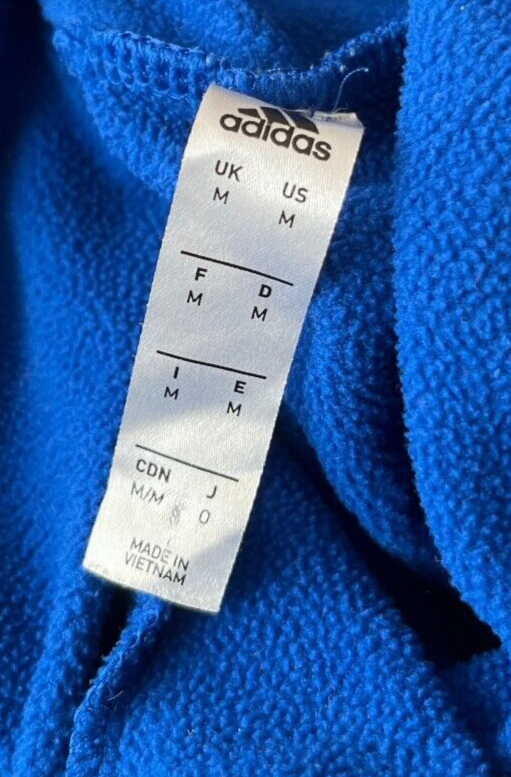 adidas
UK US
M M
F D
M M
I E
M M
CDN J
M/M O
MADE IN
VIETNAM